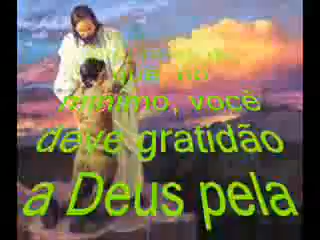 que no
mínimo, você
deve gratidão
a Deus pela